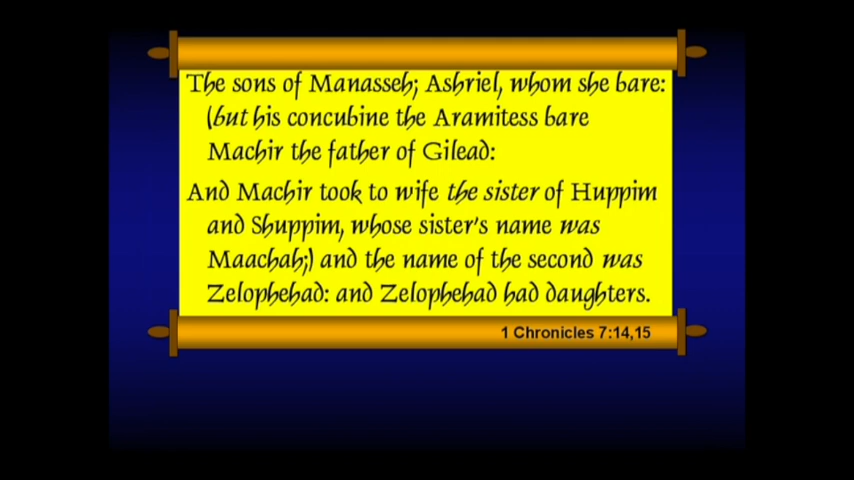 The sons of Manasseh; Ashriel, whom she bare:
(but his concubine the Aramitess bare
Machir the father of Gilead:
And Machir took to wife the sister of Huppim
and Shuppim, whose sister's name was
Maachah;) and the name of the second was
Zelophehad: and Zelophehad had daughters.
1 Chronicles 7:14,15